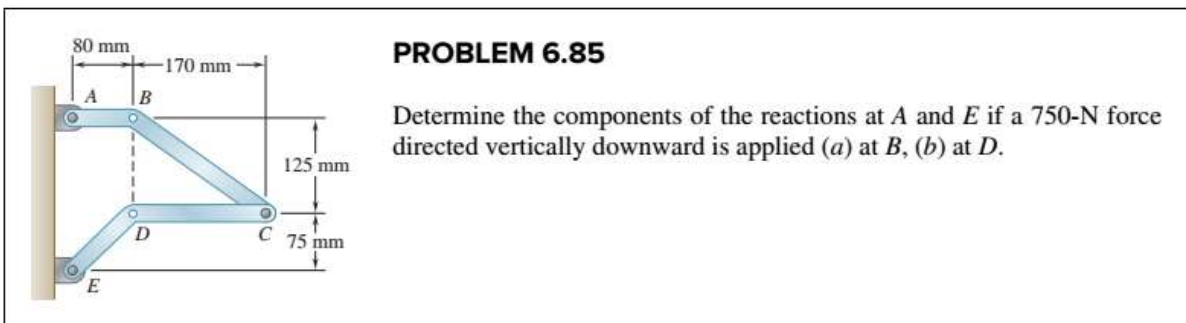 80 mm
170 mm
A
B
125 mm
D
C
75 mm
E
PROBLEM 6.85
Determine the components of the reactions at A and E if a 750-N force
directed vertically downward is applied (a) at B, (b) at D.